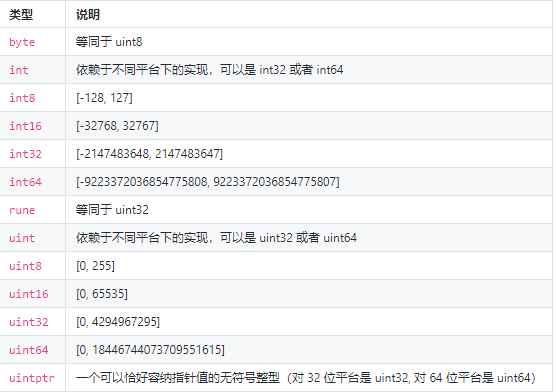 类型 说明
byte 等同于 uint8
int 依赖于不同平台下的实现，可以是 int32 或者 int64
int8 [-128, 127]
int16 [-32768, 32767]
int32 [-2147483648, 2147483647]
int64 [-9223372036854775808, 9223372036854775807]
rune 等同于 uint32
uint 依赖于不同平台下的实现，可以是 uint32 或者 uint64
uint8 [0, 255]
uint16 [0, 65535]
uint32 [0, 4294967295]
uint64 [0, 18446744073709551615]
uintptr 一个可以恰好容纳指针值的无符号整型（对 32 位平台是 uint32, 对 64 位平台是 uint64）